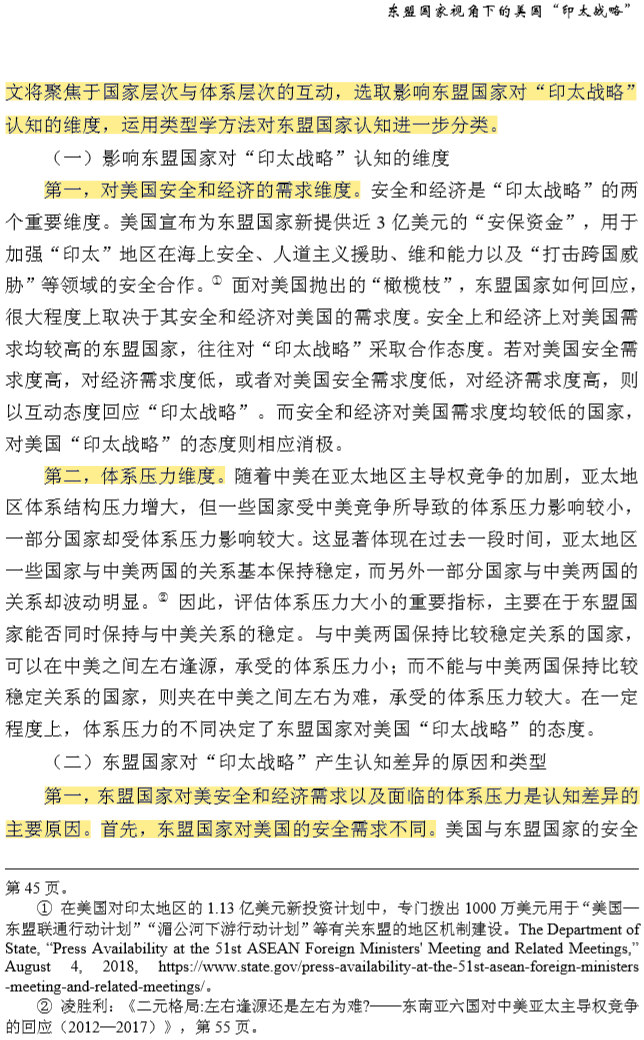 东盟国家视角下的美国“印太战略”
文将聚焦于国家层次与体系层次的互动，选取影响东盟国家对“印太战略”
认知的维度，运用类型学方法对东盟国家认知进一步分类。
（一）影响东盟国家对“印太战略”认知的维度
第一，对美国安全和经济的需求维度。安全和经济是“印太战略”的两
个重要维度。美国宣布为东盟国家新提供近 3 亿美元的“安保资金”，用于
加强“印太”地区在海上安全、人道主义援助、维和能力以及“打击跨国威
胁”等领域的安全合作。① 面对美国抛出的“橄榄枝”，东盟国家如何回应，
很大程度上取决于其安全和经济对美国的需求度。安全上和经济上对美国需
求均较高的东盟国家，往往对“印太战略”采取合作态度。若对美国安全需
求度高，对经济需求度低，或者对美国安全需求度低，对经济需求度高，则
以互动态度回应“印太战略”。而安全和经济对美国需求度均较低的国家，
对美国“印太战略”的态度则相应消极。
第二，体系压力维度。随着中美在亚太地区主导权竞争的加剧，亚太地
区体系结构压力增大，但一些国家受中美竞争所导致的体系压力影响较小，
一部分国家却受体系压力影响较大。这显著体现在过去一段时间，亚太地区
一些国家与中美两国的关系基本保持稳定，而另外一部分国家与中美两国的
关系却波动明显。② 因此，评估体系压力大小的重要指标，主要在于东盟国
家能否同时保持与中美关系的稳定。与中美两国保持比较稳定关系的国家，
可以在中美之间左右逢源，承受的体系压力小；而不能与中美两国保持比较
稳定关系的国家，则夹在中美之间左右为难，承受的体系压力较大。在一定
程度上，体系压力的不同决定了东盟国家对美国“印太战略”的态度。
（二）东盟国家对“印太战略”产生认知差异的原因和类型
第一，东盟国家对美安全和经济需求以及面临的体系压力是认知差异的
主要原因。首先，东盟国家对美国的安全需求不同。美国与东盟国家的安全
第 45 页。
① 在美国对印太地区的 1.13 亿美元新投资计划中，专门拨出 1000 万美元用于“美国—
东盟联通行动计划”“湄公河下游行动计划”等有关东盟的地区机制建设。The Department of
State, “Press Availability at the 51st ASEAN Foreign Ministers' Meeting and Related Meetings,”
August 4, 2018, https://www.state.gov/press-availability-at-the-51st-asean-foreign-ministers
-meeting-and-related-meetings/。
② 凌胜利：《二元格局:左右逢源还是左右为难?——东南亚六国对中美亚太主导权竞争
的回应（2012—2017）》，第 55 页。